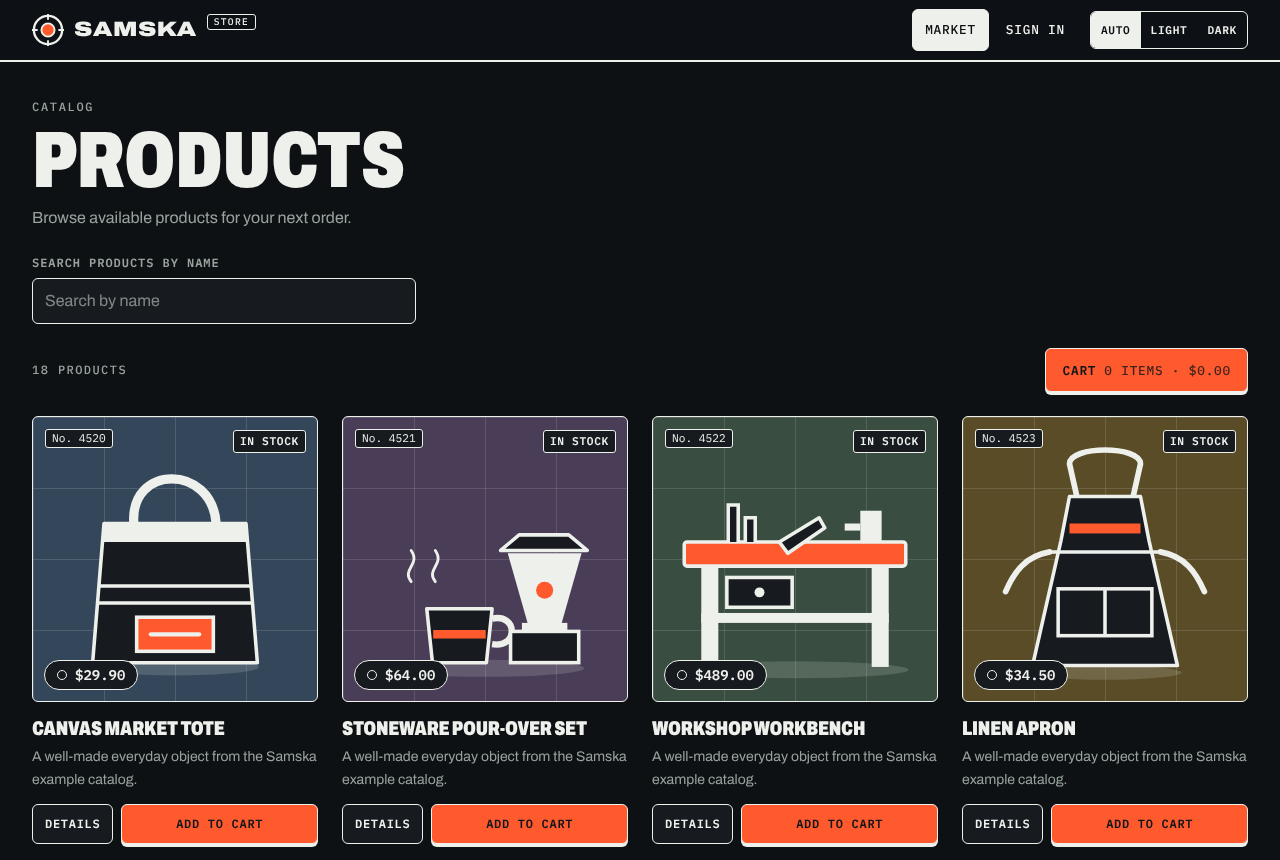 SAMSKA STORE
MARKET SIGN IN AUTO LIGHT DARK
CATALOG
PRODUCTS
Browse available products for your next order.
SEARCH PRODUCTS BY NAME
Search by name
18 PRODUCTS
CART 0 ITEMS · $0.00
No. 4520 IN STOCK
$29.90
CANVAS MARKET TOTE
A well-made everyday object from the Samska
example catalog.
DETAILS ADD TO CART
No. 4521 IN STOCK
$64.00
STONEWARE POUR-OVER SET
A well-made everyday object from the Samska
example catalog.
DETAILS ADD TO CART
No. 4522 IN STOCK
$489.00
WORKSHOP WORKBENCH
A well-made everyday object from the Samska
example catalog.
DETAILS ADD TO CART
No. 4523 IN STOCK
$34.50
LINEN APRON
A well-made everyday object from the Samska
example catalog.
DETAILS ADD TO CART